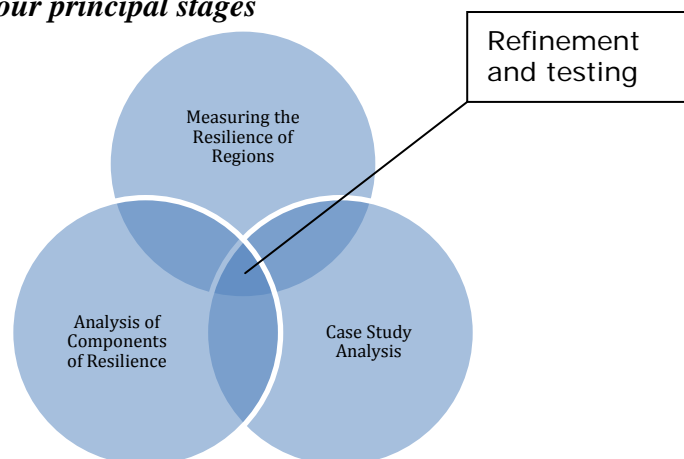 our principal stages
Refinement
and testing
Measuring the
Resilience of
Regions
Analysis of
Components
of Resilience
Case Study
Analysis